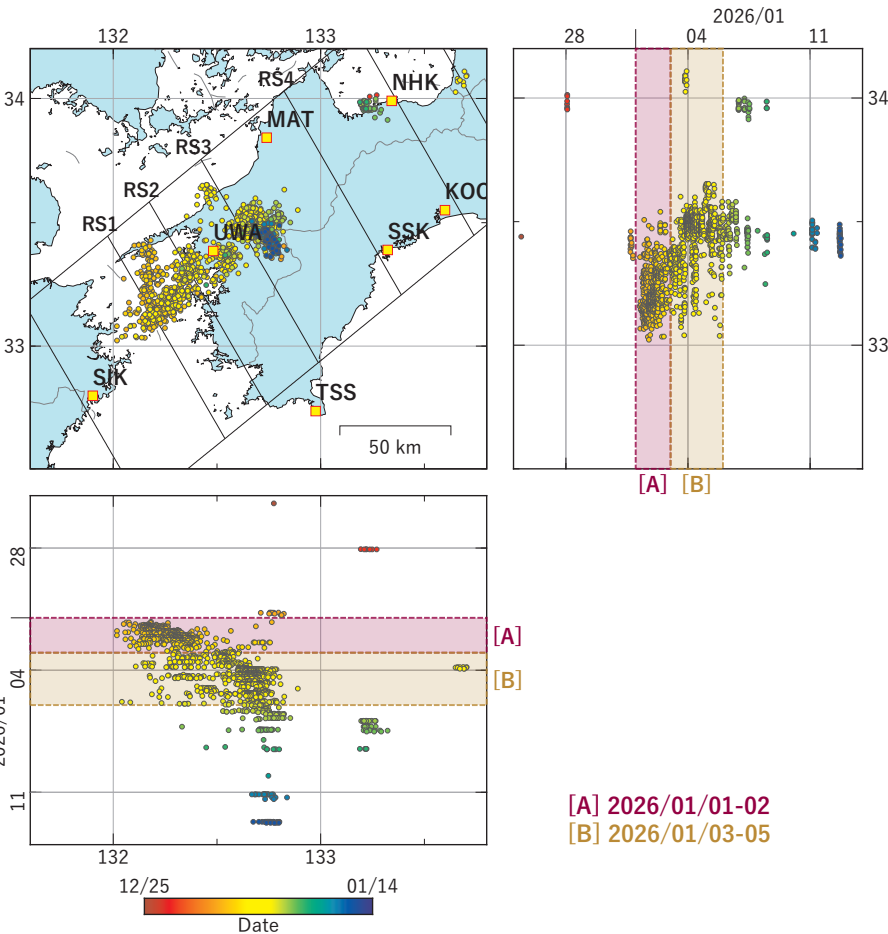 2026/01
132
133
28
04
11
RS4
NHK
34
34
MAT
RS3
RS2
KOC
RS1
UWA
SSK
33
33
SIK
TSS
50 km
[A]
[B]
28
[A]
04
[B]
2026/01
11
[A] 2026/01/01-02
[B] 2026/01/03-05
132
133
12/25
01/14
Date